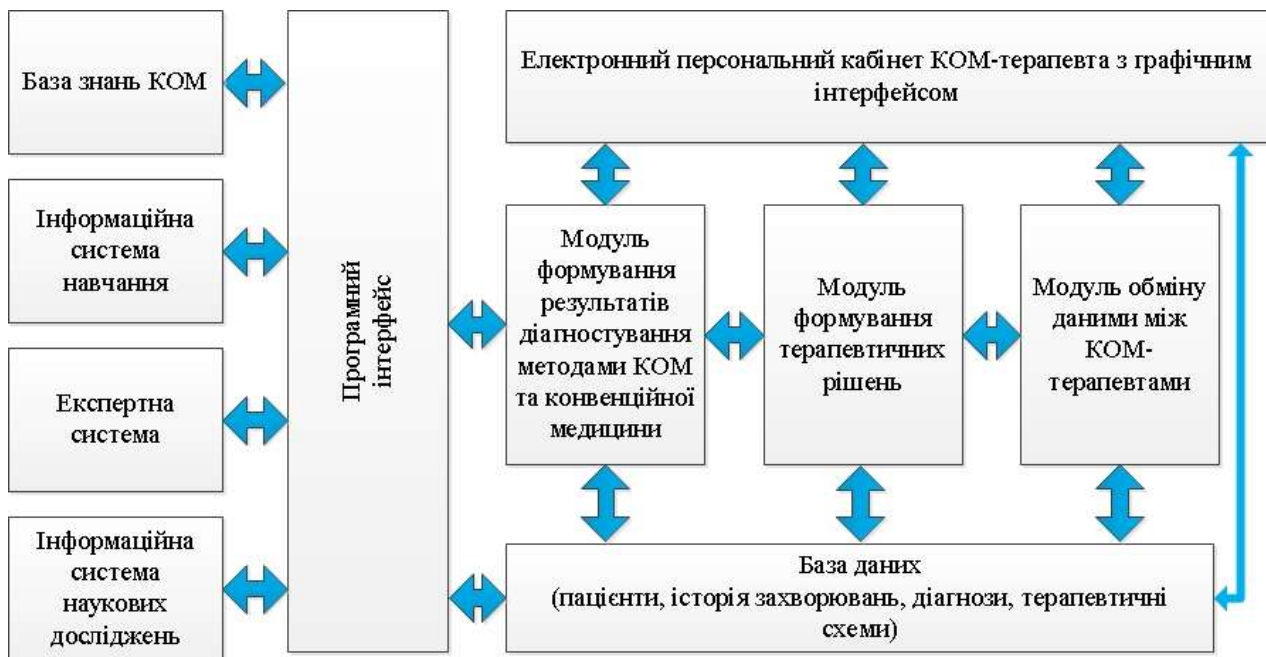 База знань КОМ
Інформаційна
система
навчання
Експертна
система
Інформаційна
система
наукових
досліджень
Програмний
інтерфейс
Електронний персональний кабінет КОМ-терапевта з графічним
інтерфейсом
Модуль
формування
результатів
діагностування
методами КОМ
та конвенційної
медицини
Модуль
формування
терапевтичних
рішень
Модуль обміну
даними між
КОМ-
терапевтами
База даних
(пацієнти, історія захворювань, діагнози, терапевтичні
схеми)